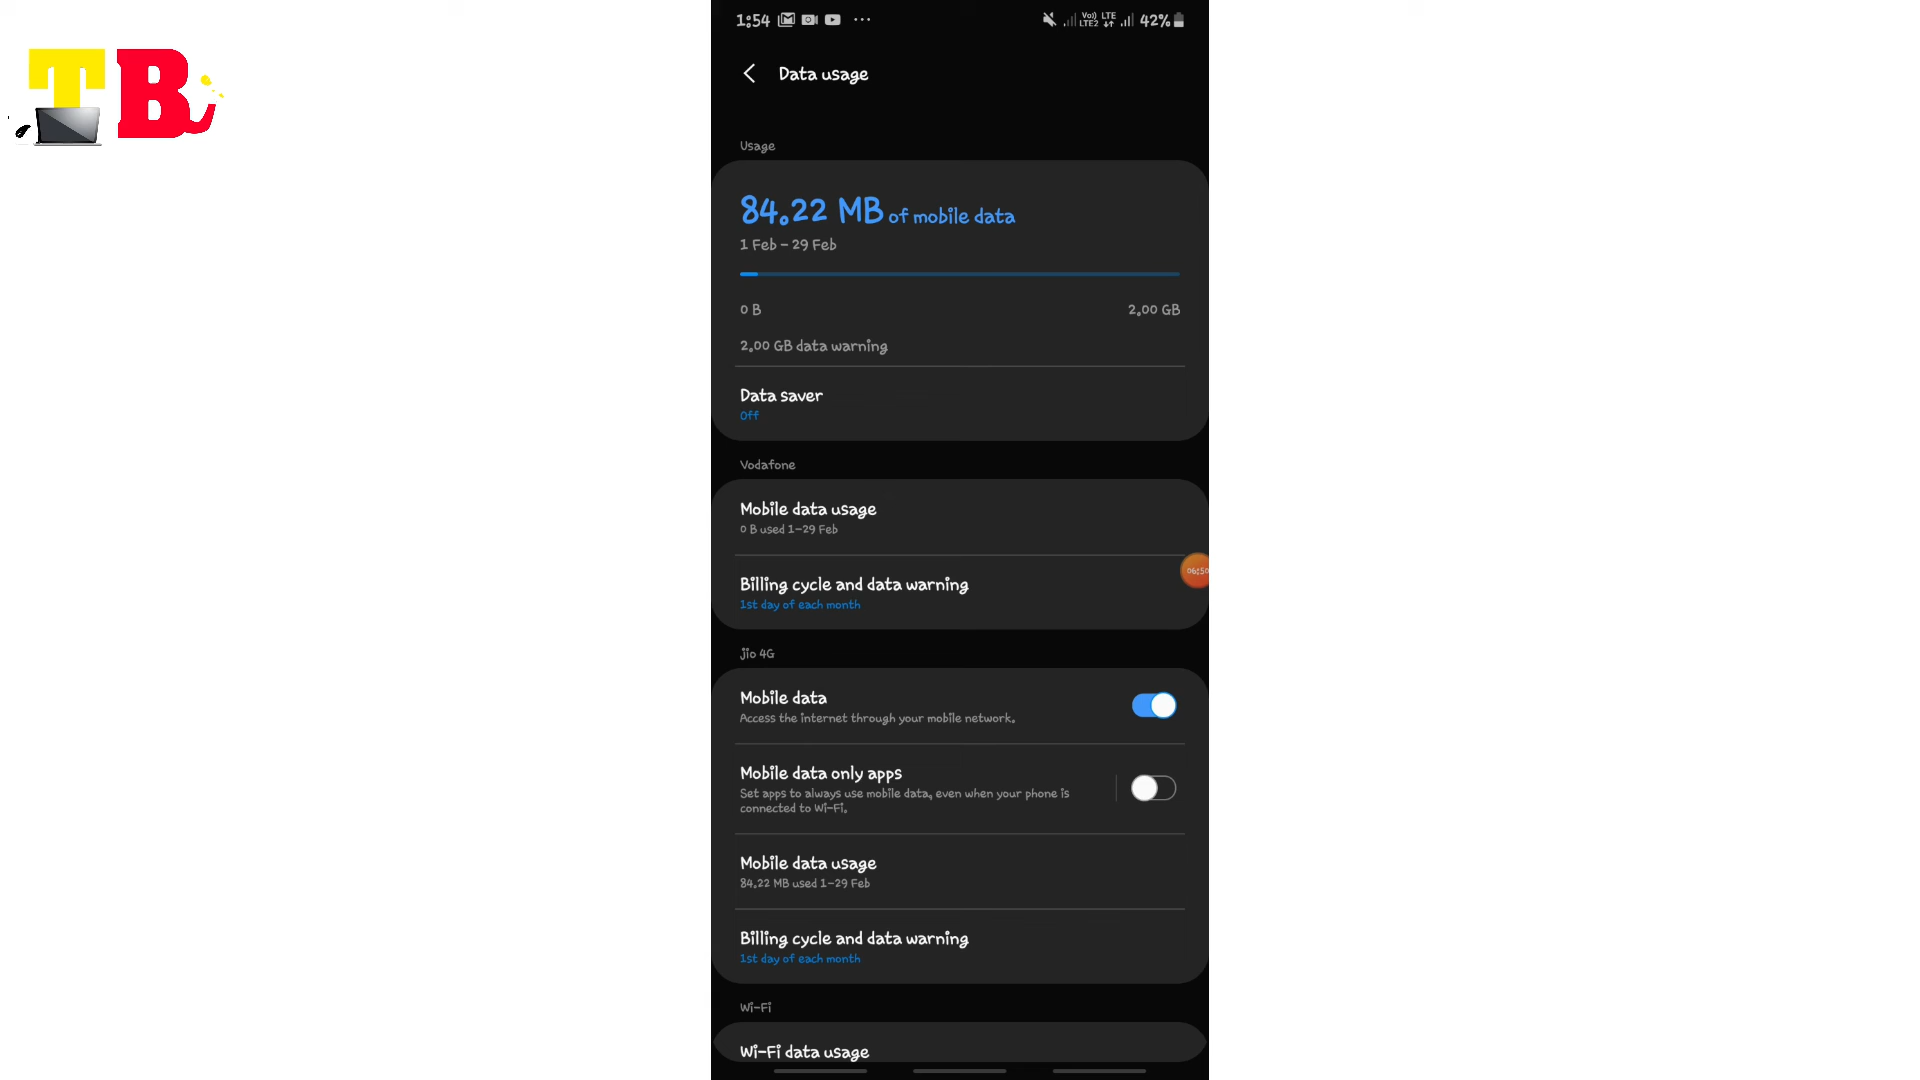 TB
1:54
Vo)) LTE
LTE2
42%
Data usage
Usage
84.22 MB of mobile data
1 Feb – 29 Feb
0 B
2.00 GB
2.00 GB data warning
Data saver
Off
Vodafone
Mobile data usage
0 B used 1–29 Feb
06:50
Billing cycle and data warning
1st day of each month
jio 4G
Mobile data
Access the internet through your mobile network.
Mobile data only apps
Set apps to always use mobile data, even when your phone is
connected to Wi-Fi.
Mobile data usage
84.22 MB used 1–29 Feb
Billing cycle and data warning
1st day of each month
Wi-Fi
Wi-Fi data usage